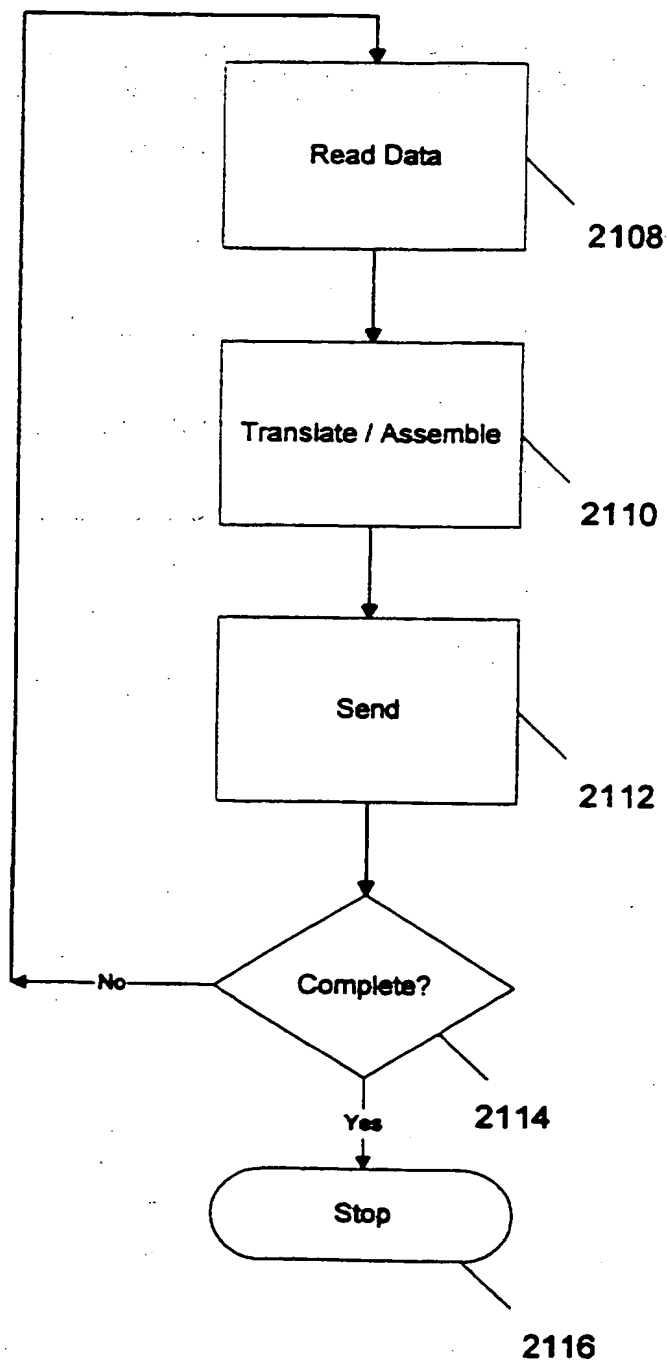 Read Data
2108
Translate / Assemble
2110
Send
2112
Complete?
No
2114
Yes
Stop
2116